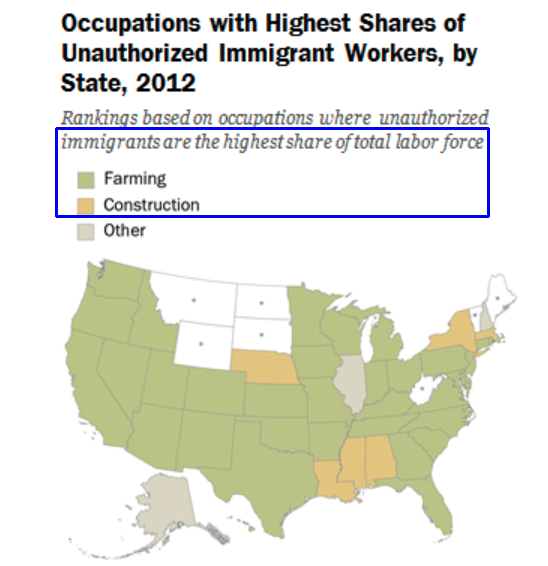 Occupations with Highest Shares of
Unauthorized Immigrant Workers, by
State, 2012
Rankings based on occupations where unauthorized
immigrants are the highest share of total labor force
Farming
Construction
Other